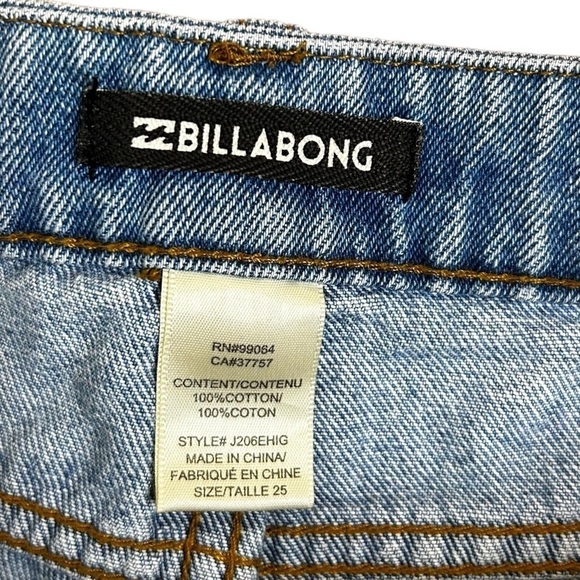 BILLABONG
RN#99064
CA#37757
CONTENT/CONTENU
100%COTTON/
100%COTON
STYLE# J206EHIG
MADE IN CHINA/
FABRIQUÉ EN CHINE
SIZE/TAILLE 25